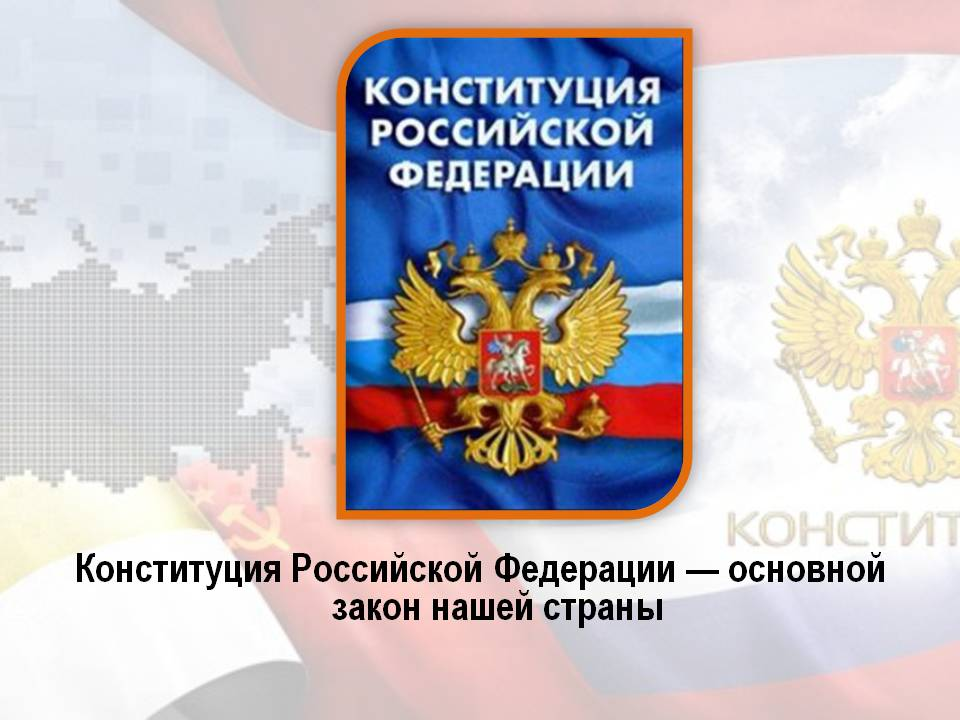 КОНСТИТУЦИЯ
РОССИЙСКОЙ
ФЕДЕРАЦИИ
КОНСТИТ
Конституция Российской Федерации — основной
закон нашей страны